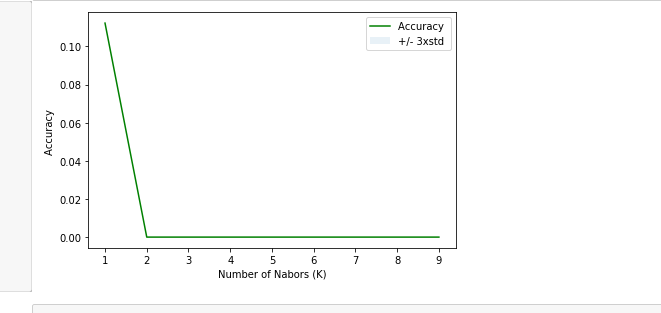 Accuracy
+/- 3xstd
0.10
0.08
0.06
0.04
0.02
0.00
Accuracy
1 2 3 4 5 6 7 8 9
Number of Nabors (K)